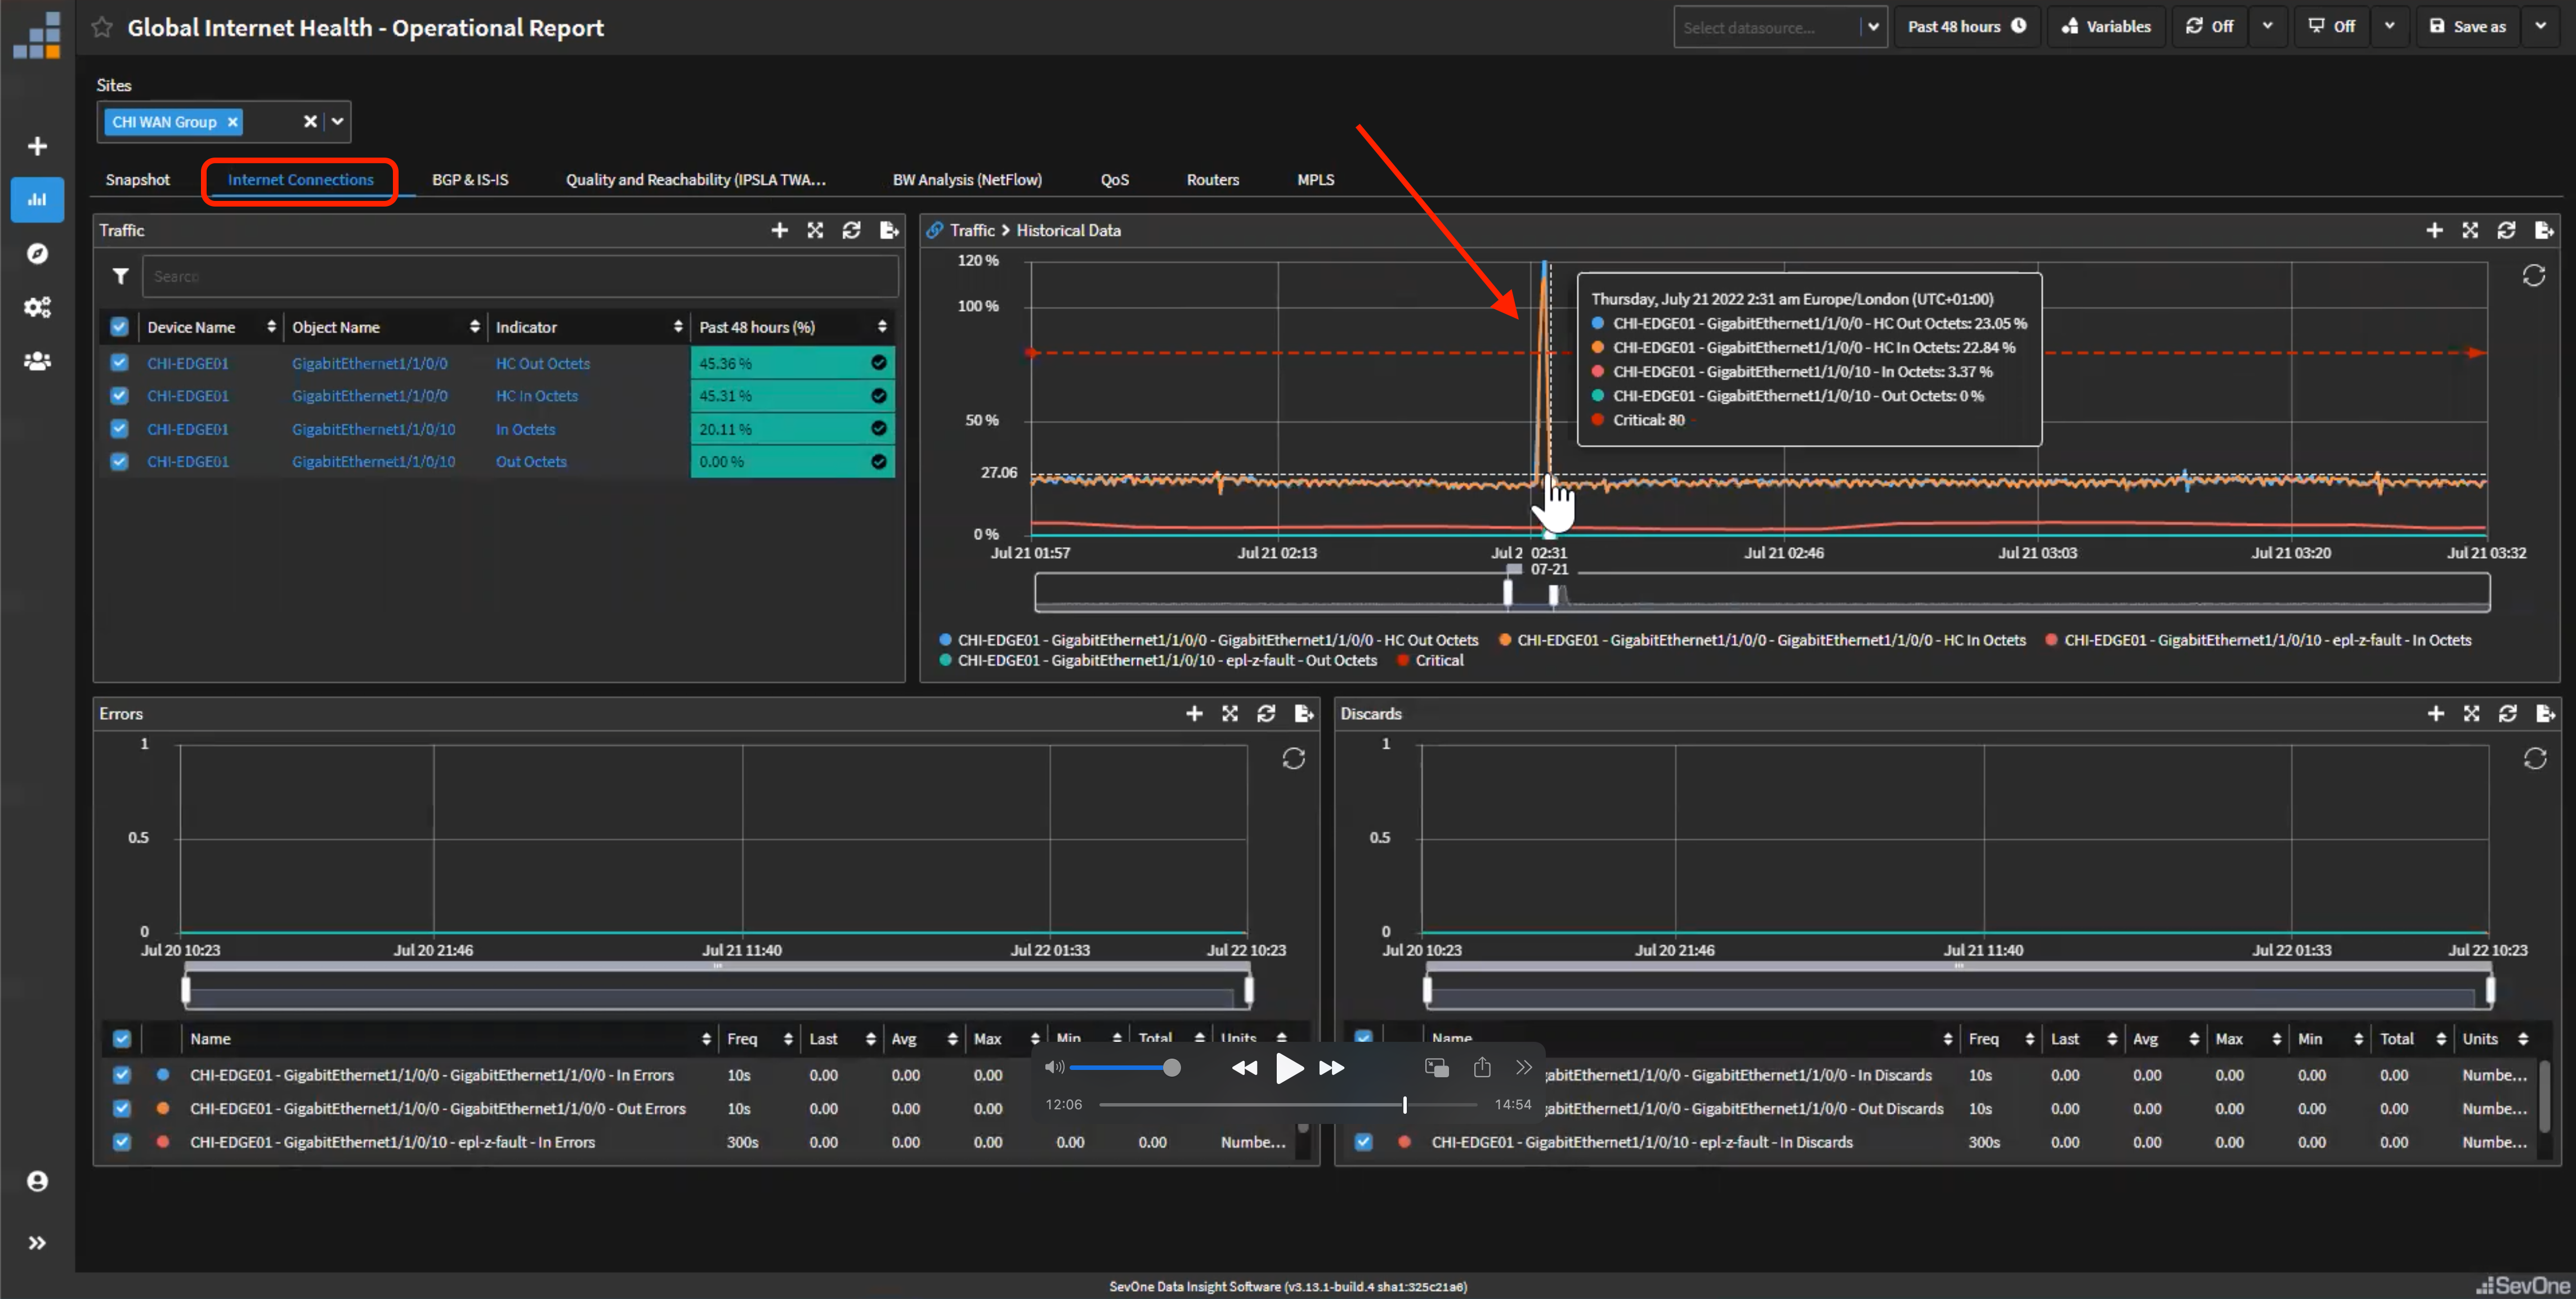 Global Internet Health - Operational Report
Select datasource...
Past 48 hours
Variables
Off
Off
Save as
Sites
CHI WAN Group
Snapshot
Internet Connections
BGP & IS-IS
Quality and Reachability (IPSLA TWA...
BW Analysis (NetFlow)
QoS
Routers
MPLS
Traffic
Search
Device Name Object Name Indicator Past 48 hours (%)
CHI-EDGE01 GigabitEthernet1/1/0/0 HC Out Octets 45.36 %
CHI-EDGE01 GigabitEthernet1/1/0/0 HC In Octets 45.31 %
CHI-EDGE01 GigabitEthernet1/1/0/10 In Octets 20.11 %
CHI-EDGE01 GigabitEthernet1/1/0/10 Out Octets 0.00 %
Traffic > Historical Data
120 %
100 %
50 %
27.06
0 %
Thursday, July 21 2022 2:31 am Europe/London (UTC+01:00)
CHI-EDGE01 - GigabitEthernet1/1/0/0 - HC Out Octets: 23.05 %
CHI-EDGE01 - GigabitEthernet1/1/0/0 - HC In Octets: 22.84 %
CHI-EDGE01 - GigabitEthernet1/1/0/10 - In Octets: 3.37 %
CHI-EDGE01 - GigabitEthernet1/1/0/10 - Out Octets: 0 %
Critical: 80
Jul 21 01:57 Jul 21 02:13 Jul 2 02:31 Jul 21 02:46 Jul 21 03:03 Jul 21 03:20 Jul 21 03:32
07-21
CHI-EDGE01 - GigabitEthernet1/1/0/0 - GigabitEthernet1/1/0/0 - HC Out Octets CHI-EDGE01 - GigabitEthernet1/1/0/0 - GigabitEthernet1/1/0/0 - HC In Octets CHI-EDGE01 - GigabitEthernet1/1/0/10 - epl-z-fault - In Octets
CHI-EDGE01 - GigabitEthernet1/1/0/10 - epl-z-fault - Out Octets Critical
Errors
1
0.5
0
Jul 20 10:23 Jul 20 21:46 Jul 21 11:40 Jul 22 01:33 Jul 22 10:23
Name Freq Last Avg Max Min Total Units
CHI-EDGE01 - GigabitEthernet1/1/0/0 - GigabitEthernet1/1/0/0 - In Errors 10s 0.00 0.00 0.00
CHI-EDGE01 - GigabitEthernet1/1/0/0 - GigabitEthernet1/1/0/0 - Out Errors 10s 0.00 0.00 0.00
CHI-EDGE01 - GigabitEthernet1/1/0/10 - epl-z-fault - In Errors 300s 0.00 0.00 0.00 0.00 0.00 Numbe...
Discards
1
0.5
0
Jul 20 10:23 Jul 20 21:46 Jul 21 11:40 Jul 22 01:33 Jul 22 10:23
Name Freq Last Avg Max Min Total Units
gabitEthernet1/1/0/0 - GigabitEthernet1/1/0/0 - In Discards 10s 0.00 0.00 0.00 0.00 0.00 Numbe...
gabitEthernet1/1/0/0 - GigabitEthernet1/1/0/0 - Out Discards 10s 0.00 0.00 0.00 0.00 0.00 Numbe...
CHI-EDGE01 - GigabitEthernet1/1/0/10 - epl-z-fault - In Discards 300s 0.00 0.00 0.00 0.00 0.00 Numbe...
12:06
14:54
SevOne Data Insight Software (v3.13.1-build.4 sha1:325c21a6)
SevOne